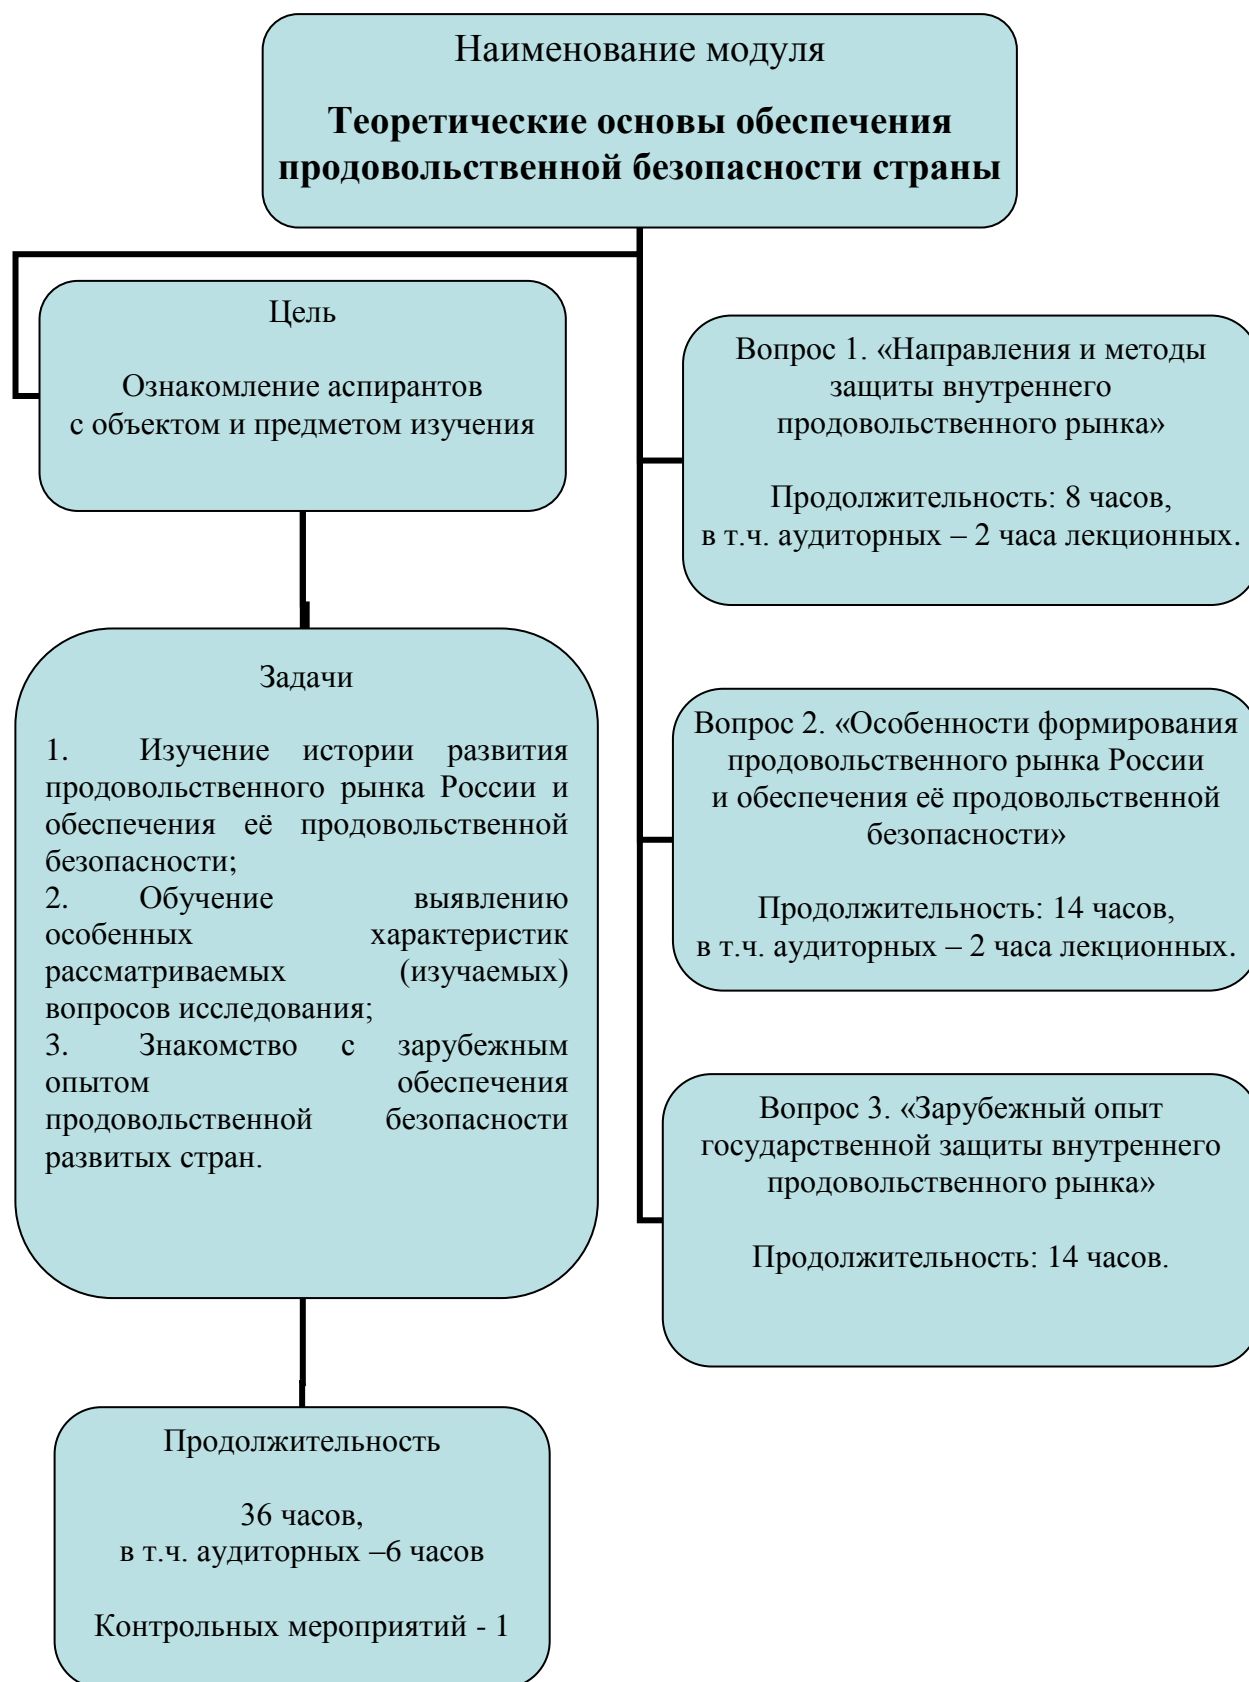 Наименование модуля
Теоретические основы обеспечения
продовольственной безопасности страны
Цель
Ознакомление аспирантов
с объектом и предметом изучения
Задачи
1. Изучение истории развития
продовольственного рынка России и
обеспечения её продовольственной
безопасности;
2. Обучение выявлению
особенных характеристик
рассматриваемых (изучаемых)
вопросов исследования;
3. Знакомство с зарубежным
опытом обеспечения
продовольственной безопасности
развитых стран.
Продолжительность
36 часов,
в т.ч. аудиторных –6 часов
Контрольных мероприятий - 1
Вопрос 1. «Направления и методы
защиты внутреннего
продовольственного рынка»
Продолжительность: 8 часов,
в т.ч. аудиторных – 2 часа лекционных.
Вопрос 2. «Особенности формирования
продовольственного рынка России
и обеспечения её продовольственной
безопасности»
Продолжительность: 14 часов,
в т.ч. аудиторных – 2 часа лекционных.
Вопрос 3. «Зарубежный опыт
государственной защиты внутреннего
продовольственного рынка»
Продолжительность: 14 часов.